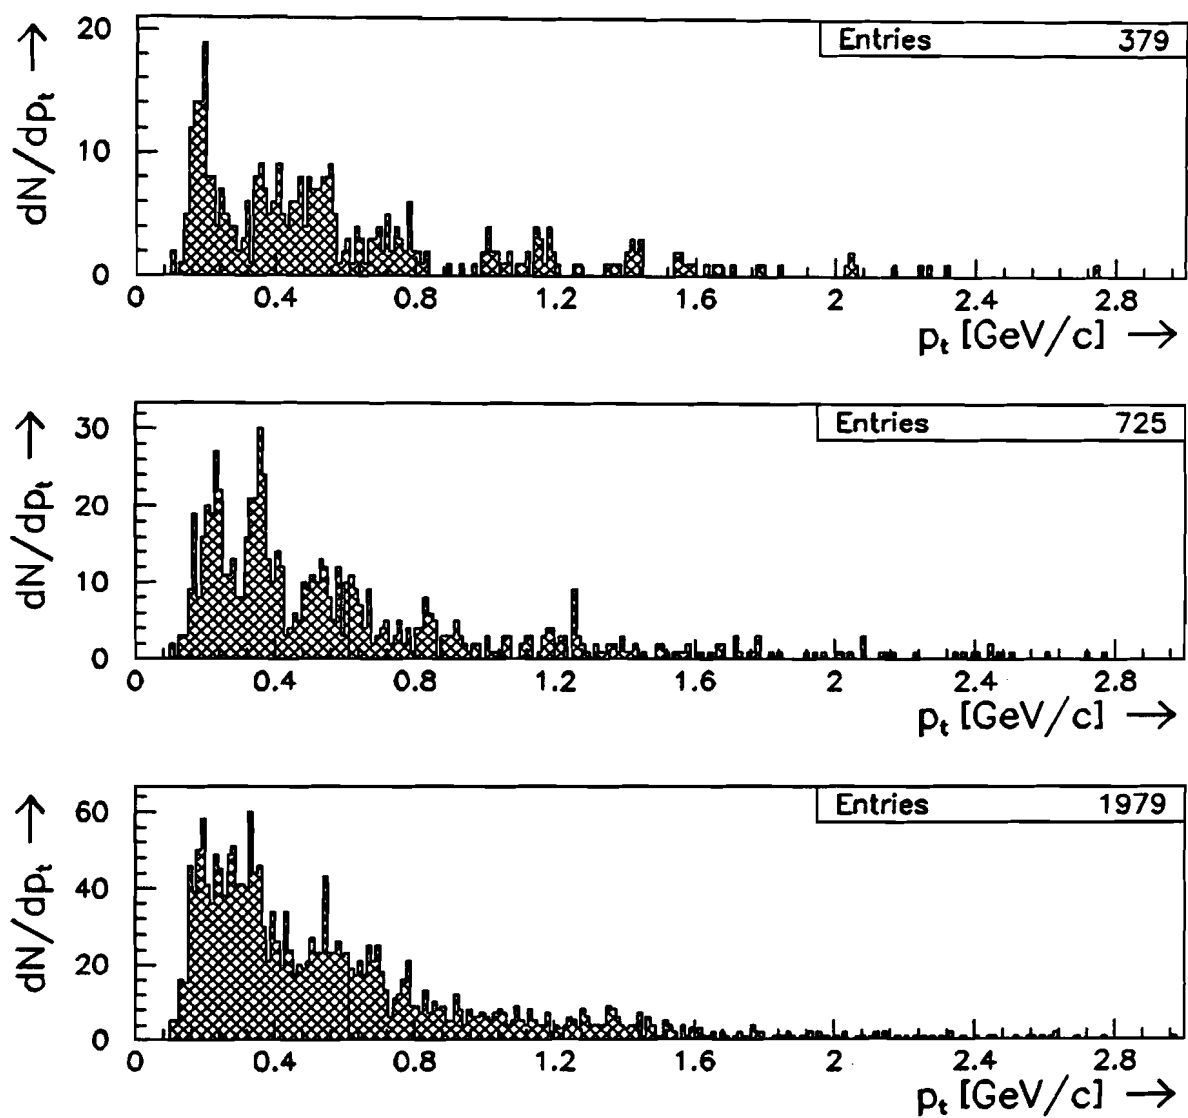 Entries 379
20
10
0
dN/dpₜ →
0 0.4 0.8 1.2 1.6 2 2.4 2.8
pₜ [GeV/c] →
Entries 725
30
20
10
0
dN/dpₜ →
0 0.4 0.8 1.2 1.6 2 2.4 2.8
pₜ [GeV/c] →
Entries 1979
60
40
20
0
dN/dpₜ →
0 0.4 0.8 1.2 1.6 2 2.4 2.8
pₜ [GeV/c] →